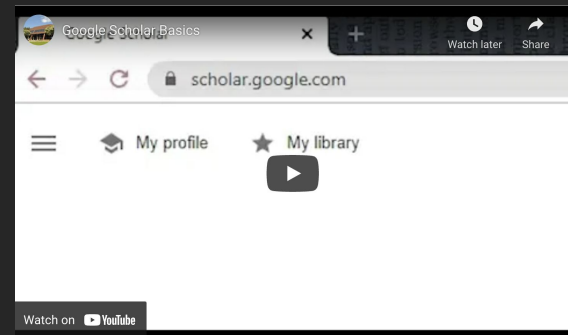 Google Scholar Basics
Google Scholar
Watch later
Share
scholar.google.com
My profile
My library
Watch on YouTube